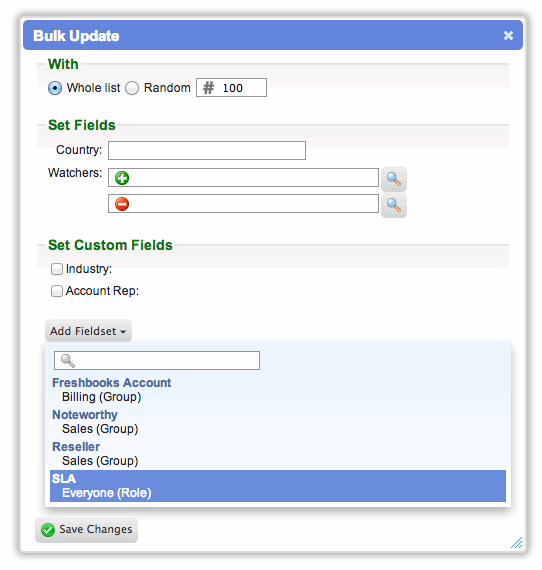 Bulk Update
With
Whole list Random # 100
Set Fields
Country:
Watchers:
Set Custom Fields
Industry:
Account Rep:
Add Fieldset
Freshbooks Account
Billing (Group)
Noteworthy
Sales (Group)
Reseller
Sales (Group)
SLA
Everyone (Role)
Save Changes